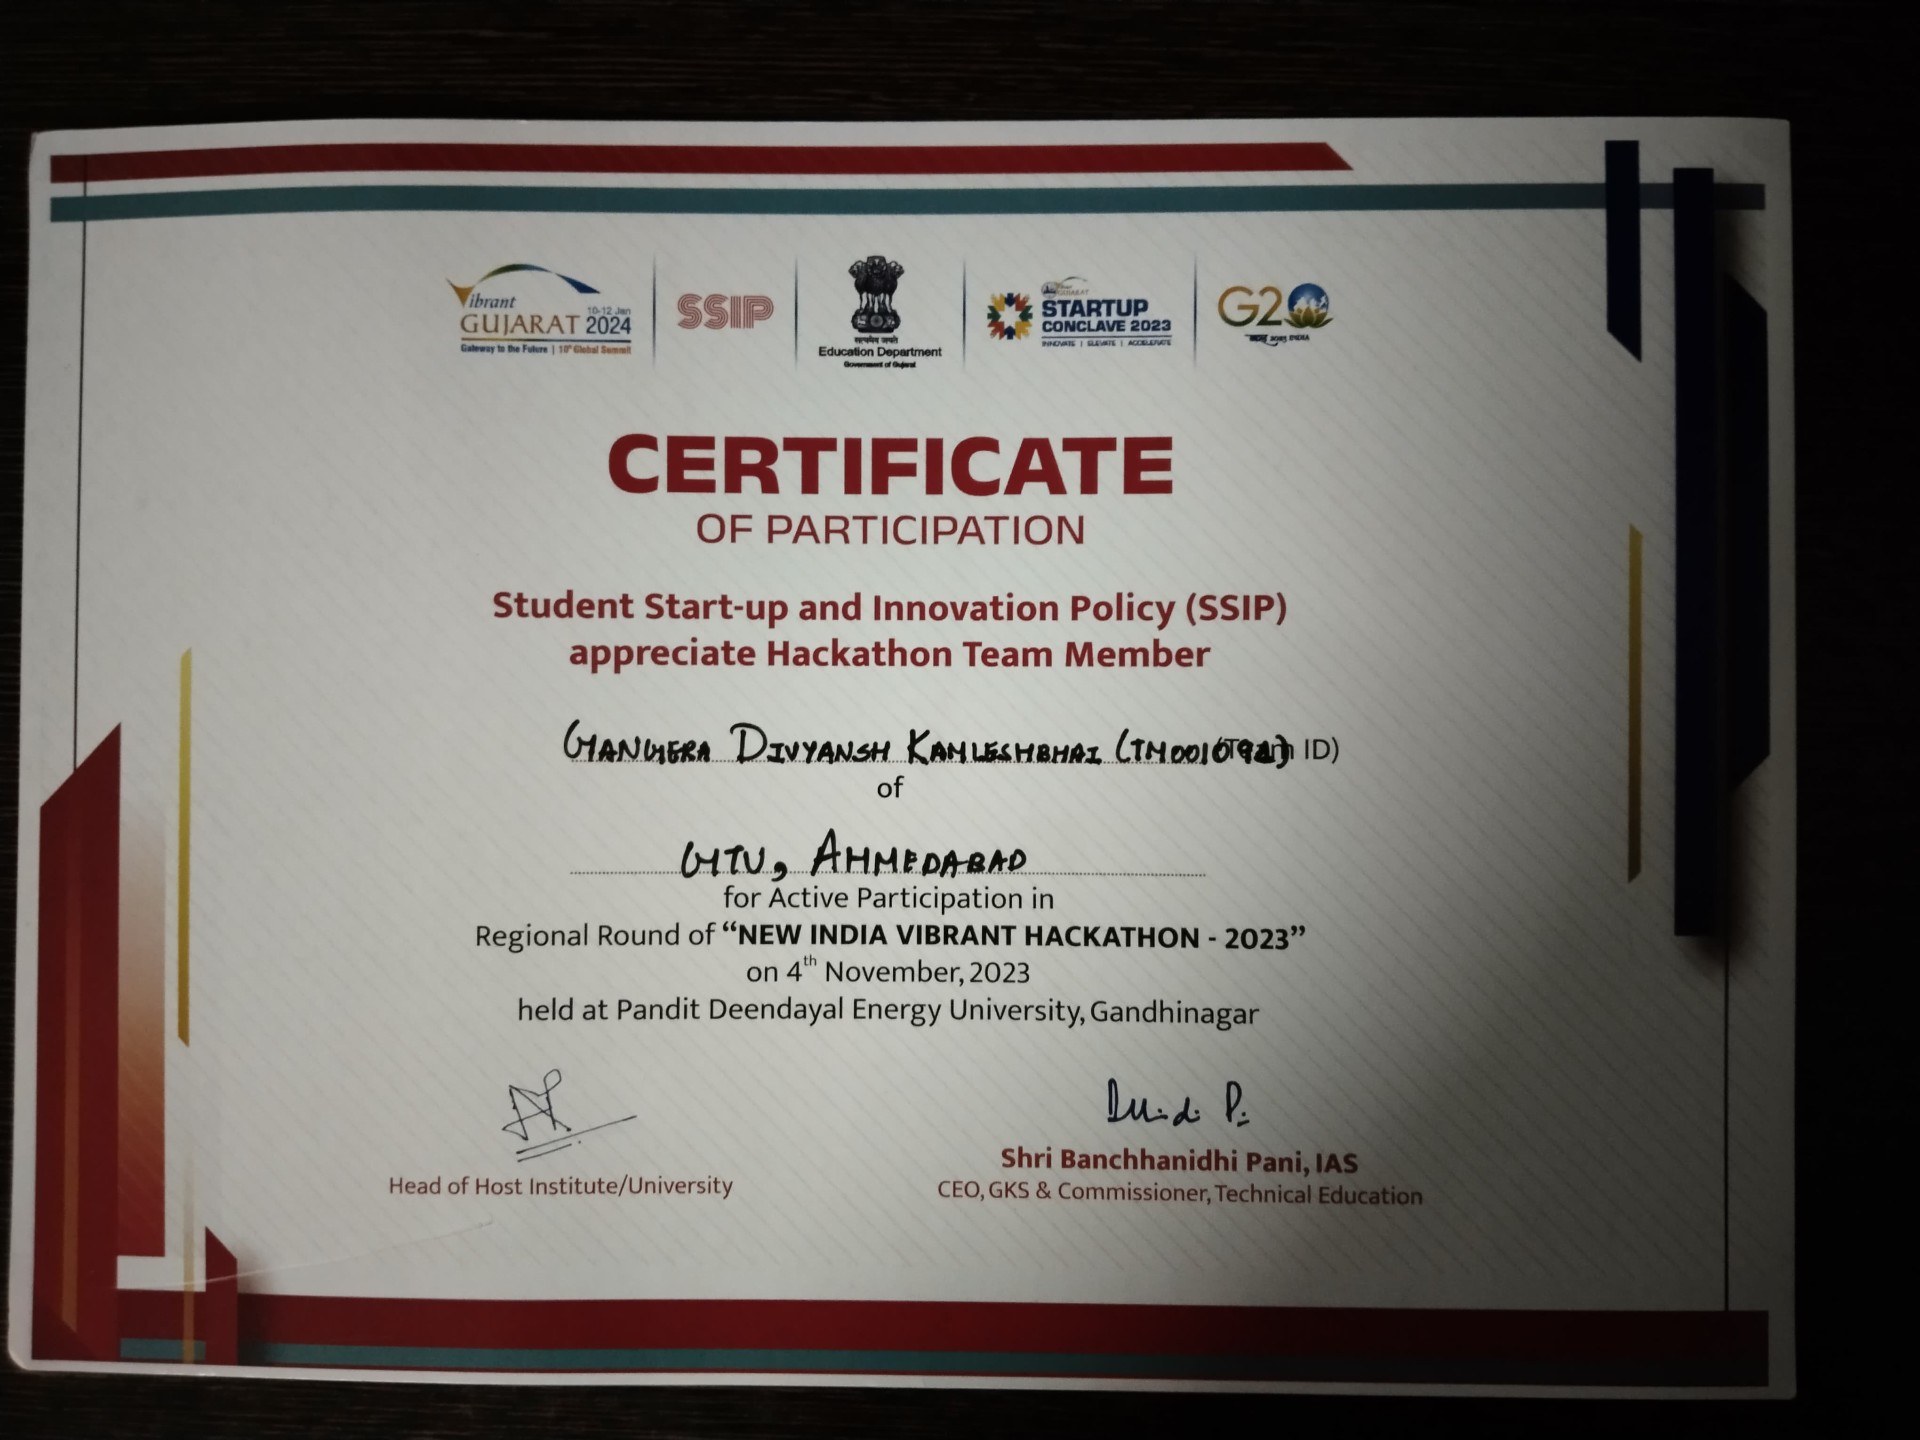 Vibrant
GUJARAT 10-12 Jan 2024
Gateway to the Future | 10th Global Summit
SSIP
सत्यमेव जयते
Education Department
Government of Gujarat
GUJARAT
STARTUP
CONCLAVE 2023
INNOVATE | ELEVATE | ACCELERATE
G20
2023 INDIA
CERTIFICATE
OF PARTICIPATION
Student Start-up and Innovation Policy (SSIP)
appreciate Hackathon Team Member
DIVYANSH KAMLESHBHAI (Team ID)
of
GTU, AHMEDABAD
for Active Participation in
Regional Round of “NEW INDIA VIBRANT HACKATHON - 2023”
on 4th November, 2023
held at Pandit Deendayal Energy University, Gandhinagar
Head of Host Institute/University
Shri Banchhanidhi Pani, IAS
CEO, GKS & Commissioner, Technical Education